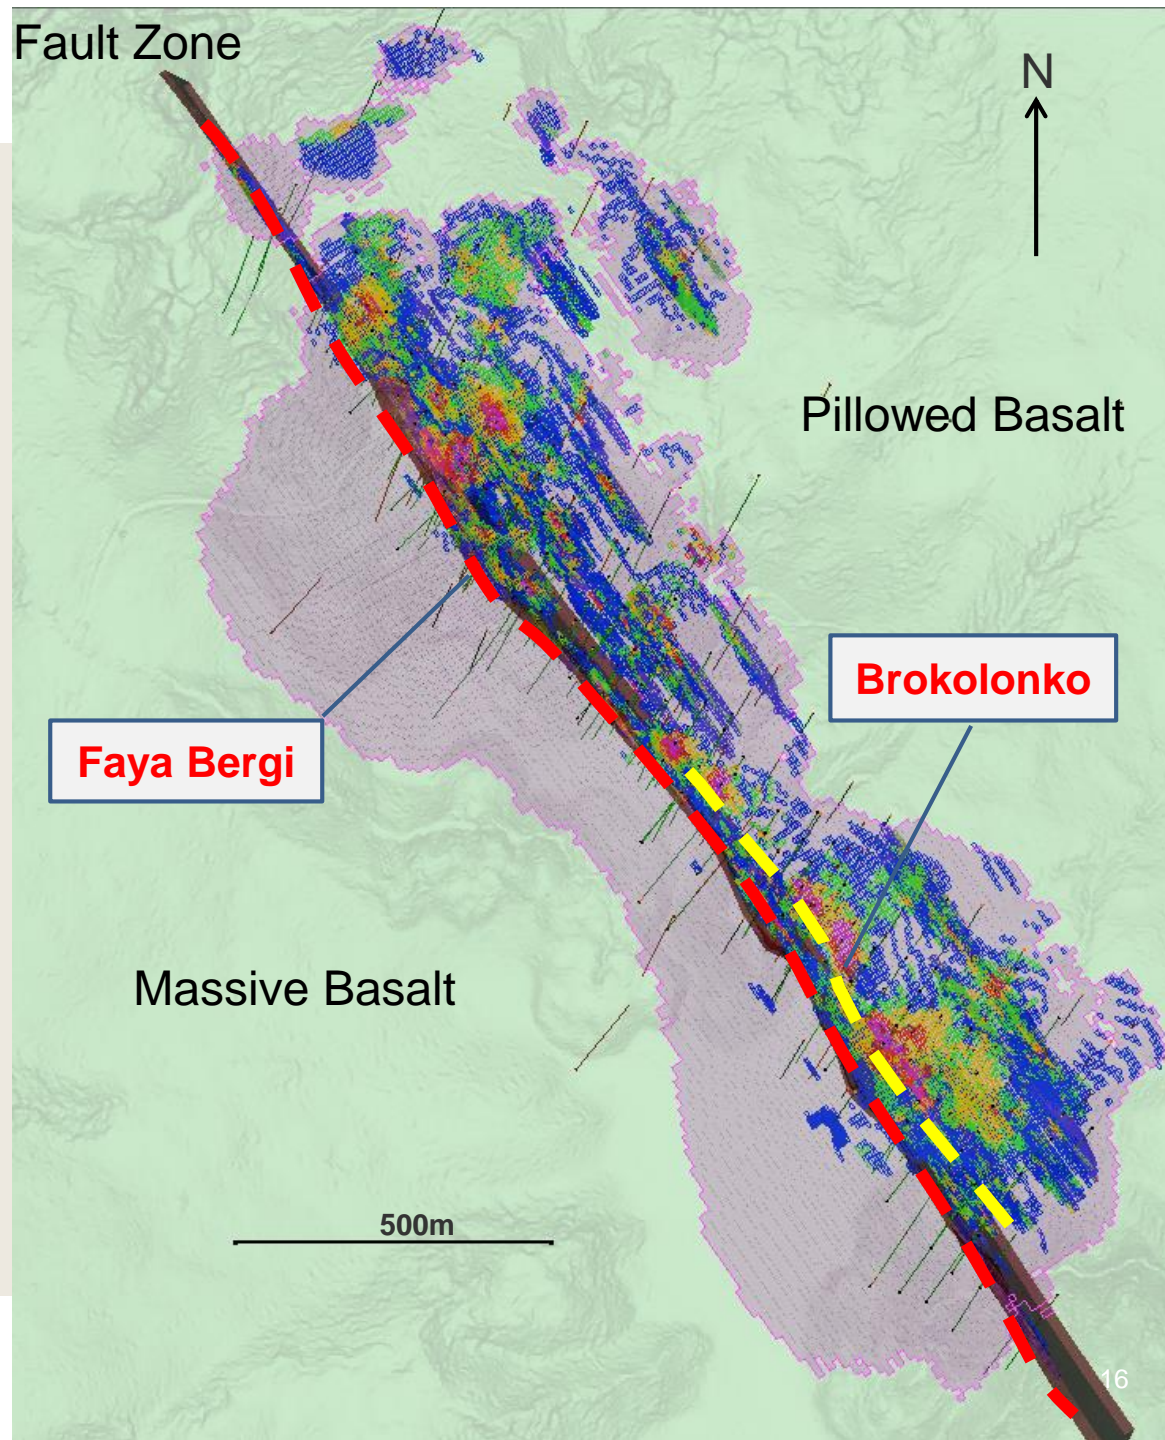 Fault Zone
N
Pillowed Basalt
Brokolonko
Faya Bergi
Massive Basalt
500m
16